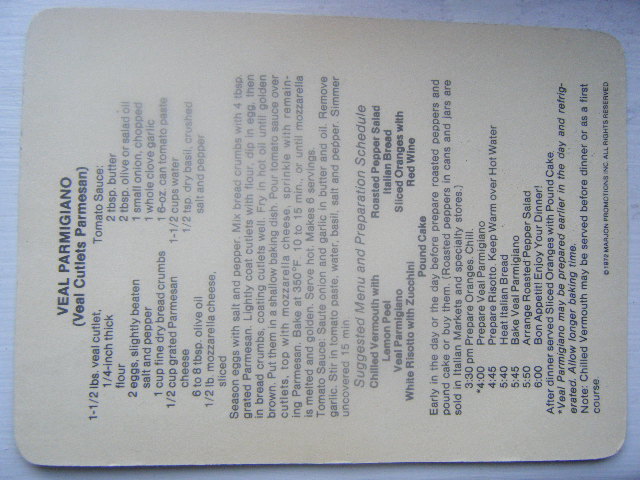 VEAL PARMIGIANO
(Veal Cutlets Parmesan)
1-1/2 lbs. veal cutlet,
1/4-inch thick
flour
2 eggs, slightly beaten
salt and pepper
1 cup fine dry bread crumbs
1/2 cup grated Parmesan
cheese
6 to 8 tbsp. olive oil
1/2 lb. mozzarella cheese,
sliced
Tomato Sauce:
2 tbsp. butter
2 tbsp. olive or salad oil
1 small onion, chopped
1 whole clove garlic
1 6-oz. can tomato paste
1-1/2 cups water
1/2 tsp. dry basil, crushed
salt and pepper
Season eggs with salt and pepper. Mix bread crumbs with 4 tbsp.
grated Parmesan. Lightly coat cutlets with flour, dip in egg, then
in bread crumbs, coating cutlets well. Fry in hot oil until golden
brown. Put them in a shallow baking dish. Pour tomato sauce over
cutlets, top with mozzarella cheese, sprinkle with remain-
ing Parmesan. Bake at 350°F. 10 to 15 min. or until mozzarella
is melted and golden. Serve hot. Makes 6 servings.
Tomato Sauce: Saute onion and garlic in butter and oil. Remove
garlic. Stir in tomato paste, water, basil, salt and pepper. Simmer
uncovered 15 min.
Suggested Menu and Preparation Schedule
Chilled Vermouth with
Lemon Peel
Veal Parmigiano
White Risotto with Zucchini
Roasted Pepper Salad
Italian Bread
Sliced Oranges with
Red Wine
Pound Cake
Early in the day or the day before prepare roasted peppers and
pound cake or buy them. (Roasted peppers in cans and jars are
sold in Italian Markets and specialty stores.)
3:30 pm Prepare Oranges. Chill.
*4:00 Prepare Veal Parmigiano
4:45 Prepare Risotto. Keep Warm over Hot Water
5:40 Heat Italian Bread
5:45 Bake Veal Parmigiano
5:50 Arrange Roasted Pepper Salad
6:00 Bon Appetit! Enjoy Your Dinner!
After dinner served Sliced Oranges with Pound Cake
*Veal Parmigiano may be prepared earlier in the day and refrig-
erated. Allow longer baking time.
Note: Chilled Vermouth may be served before dinner or as a first
course.
© 1972 MARJON PROMOTIONS INC. ALL RIGHTS RESERVED